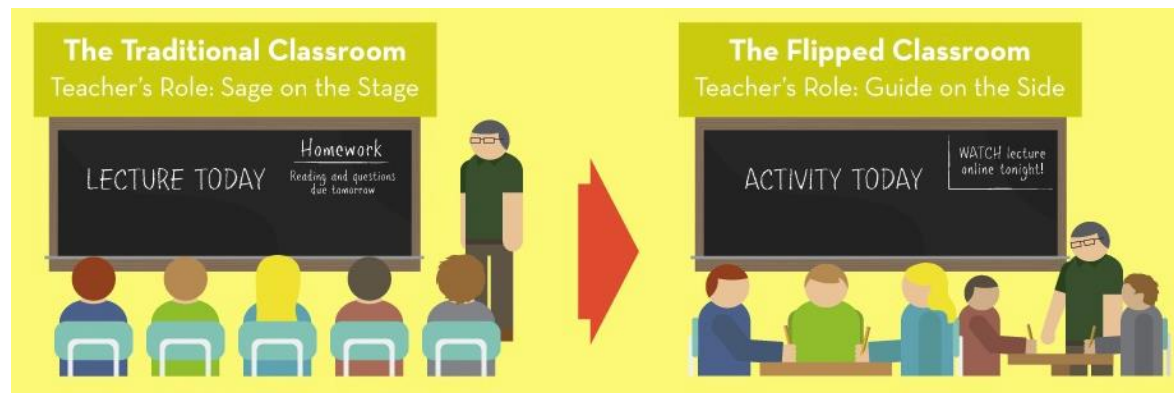 The Traditional Classroom
Teacher's Role: Sage on the Stage
LECTURE TODAY
Homework
Reading and questions
due tomorrow
The Flipped Classroom
Teacher's Role: Guide on the Side
ACTIVITY TODAY
WATCH lecture
online tonight!